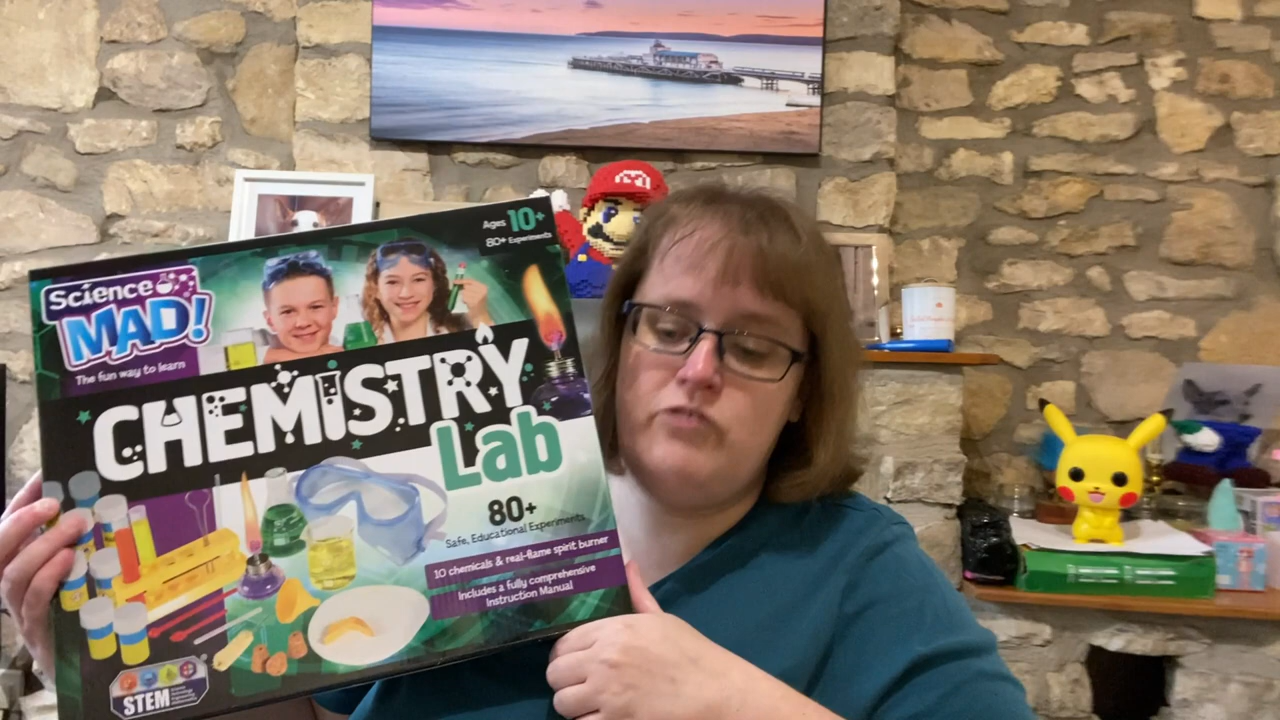 Ages 10+
80+ Experiments
Science
MAD!
The fun way to learn
CHEMISTRY
Lab
80+
Safe, Educational Experiments
10 chemicals & real-flame spirit burner
Includes a fully comprehensive
Instruction Manual
STEM
M